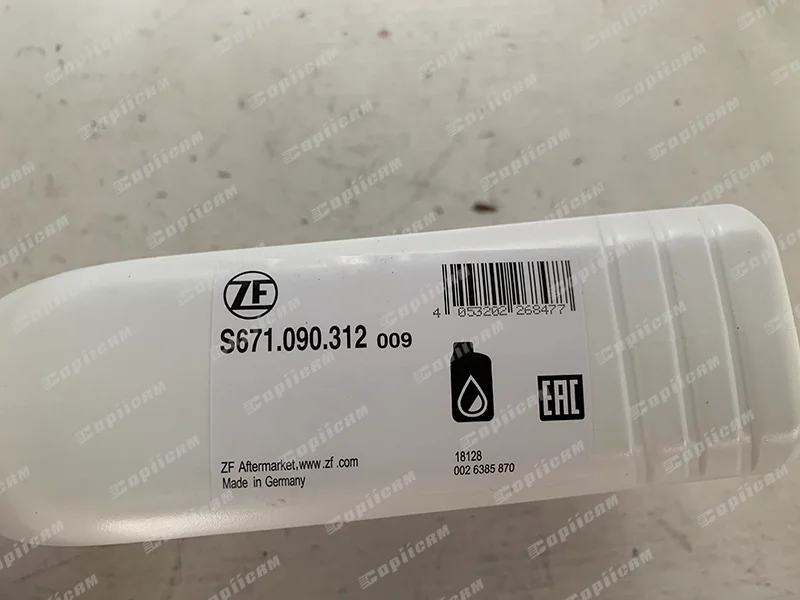 ZF
S671.090.312 009
4 053202 268477
EAC
18128
002 6385 870
ZF Aftermarket,www.zf.com
Made in Germany
Copiicam